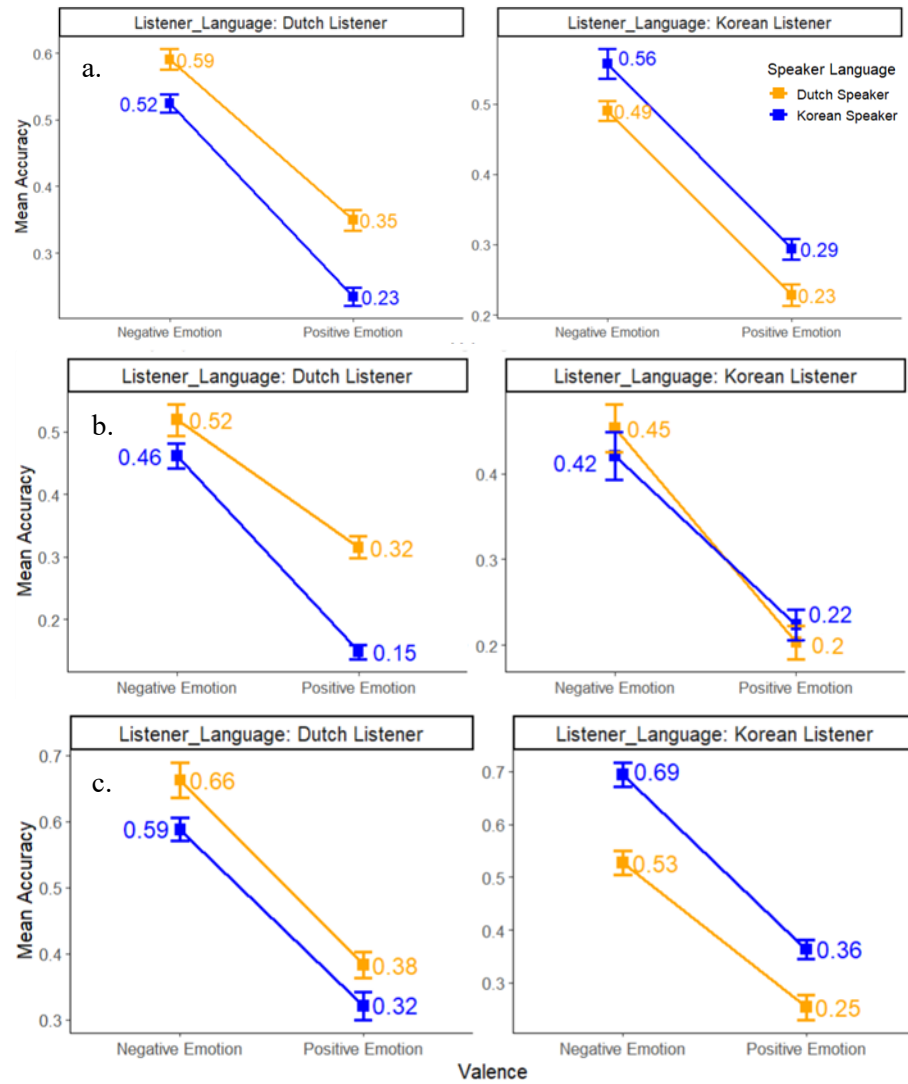 Listener_Language: Dutch Listener
Listener_Language: Korean Listener
a.
Mean Accuracy
0.6
0.5
0.4
0.3
0.59
0.52
0.35
0.23
Negative Emotion
Positive Emotion
0.5
0.4
0.3
0.2
0.56
0.49
0.29
0.23
Speaker Language
Dutch Speaker
Korean Speaker
Negative Emotion
Positive Emotion
Listener_Language: Dutch Listener
Listener_Language: Korean Listener
b.
Mean Accuracy
0.5
0.4
0.3
0.2
0.52
0.46
0.32
0.15
Negative Emotion
Positive Emotion
0.4
0.3
0.2
0.45
0.42
0.22
0.2
Negative Emotion
Positive Emotion
Listener_Language: Dutch Listener
Listener_Language: Korean Listener
c.
Mean Accuracy
0.7
0.6
0.5
0.4
0.3
0.66
0.59
0.38
0.32
Negative Emotion
Positive Emotion
0.7
0.6
0.5
0.4
0.3
0.69
0.53
0.36
0.25
Negative Emotion
Positive Emotion
Valence